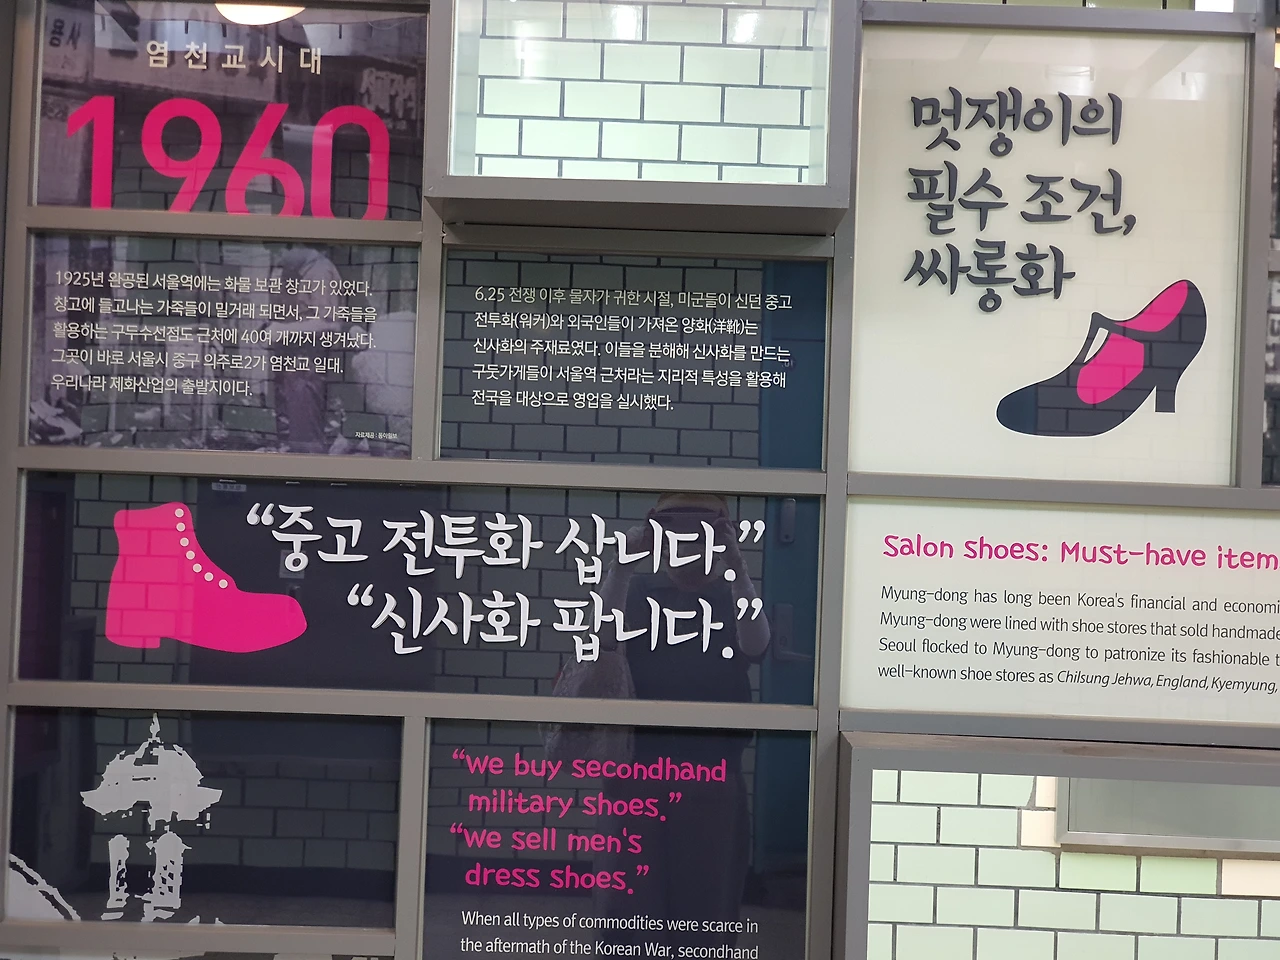 염천교시대
1960
1925년 완공된 서울역에는 화물 보관 창고가 있었다.
창고에 들고나는 가죽들이 밀거래 되면서, 그 가죽들을
활용하는 구두수선점도 근처에 40여 개까지 생겨났다.
그곳이 바로 서울시 중구 의주로2가 염천교 일대.
우리나라 제화산업의 출발지이다.
자료제공 : 동아일보
6.25 전쟁 이후 물자가 귀한 시절, 미군들이 신던 중고
전투화(워커)와 외국인들이 가져온 양화(洋靴)는
신사화의 주재료였다. 이들을 분해해 신사화를 만드는
구둣가게들이 서울역 근처라는 지리적 특성을 활용해
전국을 대상으로 영업을 실시했다.
“중고 전투화 삽니다.”
“신사화 팝니다.”
“we buy secondhand
military shoes.”
“we sell men's
dress shoes.”
When all types of commodities were scarce in
the aftermath of the Korean War, secondhand
멋쟁이의
필수 조건,
싸롱화
Salon shoes: Must-have item
Myung-dong has long been Korea's financial and economi
Myung-dong were lined with shoe stores that sold handmade
Seoul flocked to Myung-dong to patronize its fashionable t
well-known shoe stores as Chilsung Jehwa, England, Kyemyung,